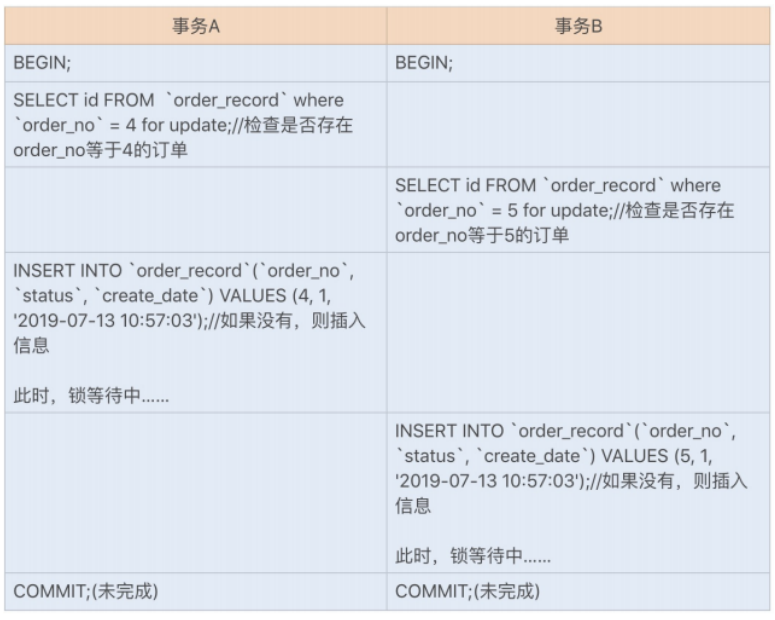 事务A
事务B
BEGIN;
BEGIN;
SELECT id FROM `order_record` where
`order_no` = 4 for update;//检查是否存在
order_no等于4的订单
SELECT id FROM `order_record` where
`order_no` = 5 for update;//检查是否存在
order_no等于5的订单
INSERT INTO `order_record`(`order_no`,
`status`, `create_date`) VALUES (4, 1,
'2019-07-13 10:57:03');//如果没有，则插入
信息
此时，锁等待中……
INSERT INTO `order_record`(`order_no`,
`status`, `create_date`) VALUES (5, 1,
'2019-07-13 10:57:03');//如果没有，则插入
信息
此时，锁等待中……
COMMIT;(未完成)
COMMIT;(未完成)